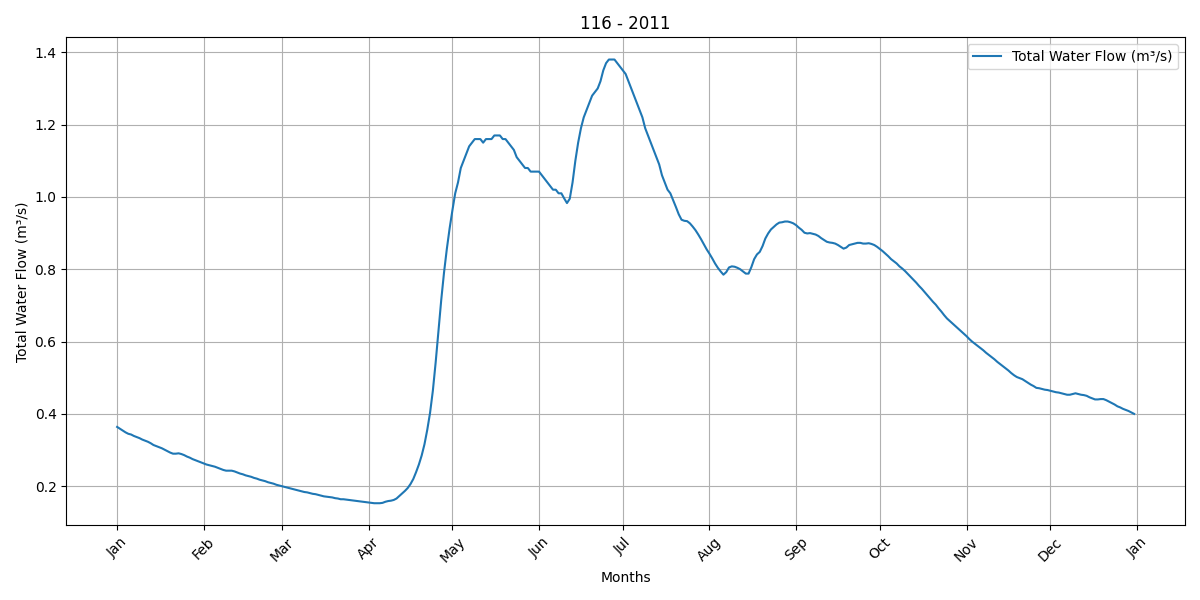 116 - 2011
Total Water Flow (m³/s)
Total Water Flow (m³/s)
1.4
1.2
1.0
0.8
0.6
0.4
0.2
Jan
Feb
Mar
Apr
May
Jun
Jul
Aug
Sep
Oct
Nov
Dec
Jan
Months